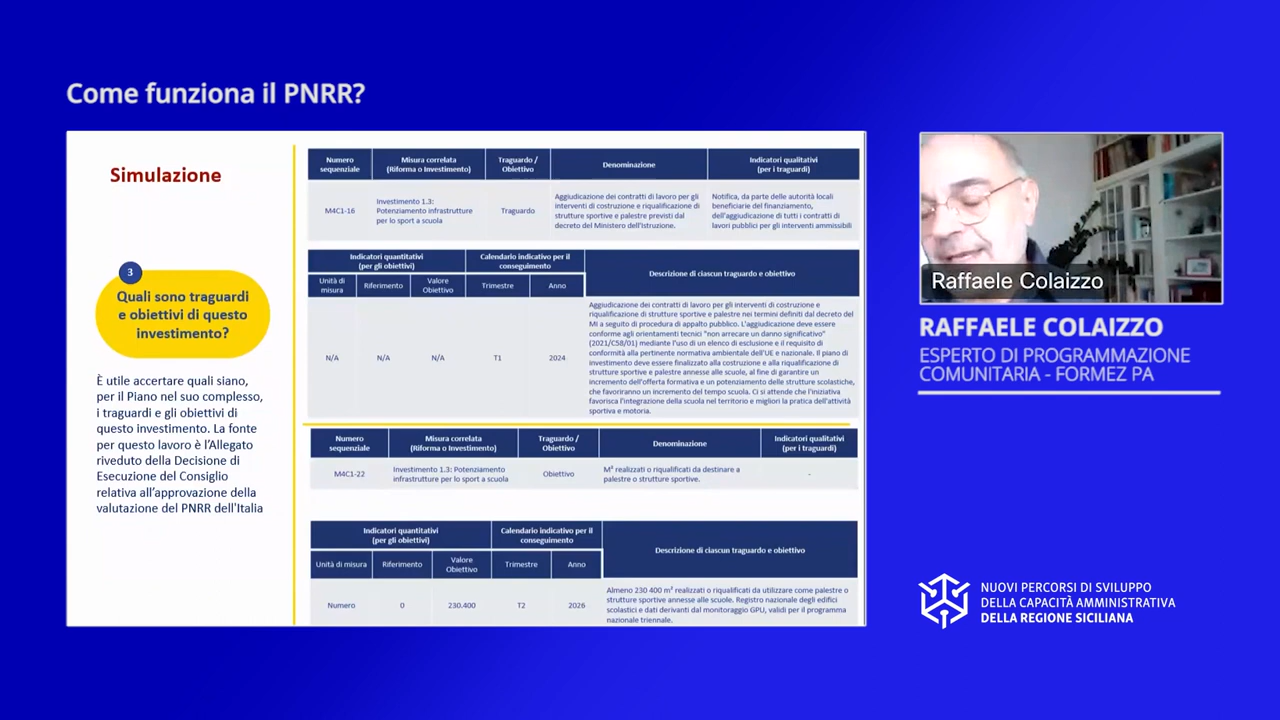 Come funziona il PNRR?
Simulazione
3
Quali sono traguardi
e obiettivi di questo
investimento?
È utile accertare quali siano,
per il Piano nel suo complesso,
i traguardi e gli obiettivi di
questo investimento. La fonte
per questo lavoro è l'Allegato
riveduto della Decisione di
Esecuzione del Consiglio
relativa all'approvazione della
valutazione del PNRR dell'Italia
Numero
sequenziale
Misura correlata
(Riforma o Investimento)
Traguardo /
Obiettivo
Denominazione
Indicatori qualitativi
(per i traguardi)
M4C1-16
Investimento 1.3:
Potenziamento infrastrutture
per lo sport a scuola
Traguardo
Aggiudicazione dei contratti di lavoro per gli
interventi di costruzione e riqualificazione di
strutture sportive e palestre previsti dal
decreto del Ministero dell'Istruzione.
Notifica, da parte delle autorità locali
beneficiarie del finanziamento,
dell'aggiudicazione di tutti i contratti di
lavori pubblici per gli interventi ammissibili
Indicatori quantitativi
(per gli obiettivi)
Calendario indicativo per il
conseguimento
Descrizione di ciascun traguardo e obiettivo
Unità di
misura
Riferimento
Valore
Obiettivo
Trimestre
Anno
N/A
N/A
N/A
T1
2024
Aggiudicazione dei contratti di lavoro per gli interventi di costruzione e
riqualificazione di strutture sportive e palestre nei termini definiti dal decreto del
MI a seguito di procedura di appalto pubblico. L'aggiudicazione deve essere
conforme agli orientamenti tecnici "non arrecare un danno significativo"
(2021/C58/01) mediante l'uso di un elenco di esclusione e il requisito di
conformità alla pertinente normativa ambientale dell'UE e nazionale. Il piano di
investimento deve essere finalizzato alla costruzione e alla riqualificazione di
strutture sportive e palestre annesse alle scuole, al fine di garantire un
incremento dell'offerta formativa e un potenziamento delle strutture scolastiche,
che favoriranno un incremento del tempo scuola. Ci si attende che l'iniziativa
favorisca l'integrazione della scuola nel territorio e migliori la pratica dell'attività
sportiva e motoria.
Numero
sequenziale
Misura correlata
(Riforma o Investimento)
Traguardo /
Obiettivo
Denominazione
Indicatori qualitativi
(per i traguardi)
M4C1-22
Investimento 1.3: Potenziamento
infrastrutture per lo sport a scuola
Obiettivo
M² realizzati o riqualificati da destinare a
palestre o strutture sportive.
-
Indicatori quantitativi
(per gli obiettivi)
Calendario indicativo per il
conseguimento
Descrizione di ciascun traguardo e obiettivo
Unità di misura
Riferimento
Valore
Obiettivo
Trimestre
Anno
Numero
0
230.400
T2
2026
Almeno 230 400 m² realizzati o riqualificati da utilizzare come palestre o
strutture sportive annesse alle scuole. Registro nazionale degli edifici
scolastici e dati derivanti dal monitoraggio GPU, validi per il programma
nazionale triennale.
Raffaele Colaizzo
RAFFAELE COLAIZZO
ESPERTO DI PROGRAMMAZIONE
COMUNITARIA - FORMEZ PA
NUOVI PERCORSI DI SVILUPPO
DELLA CAPACITÀ AMMINISTRATIVA
DELLA REGIONE SICILIANA